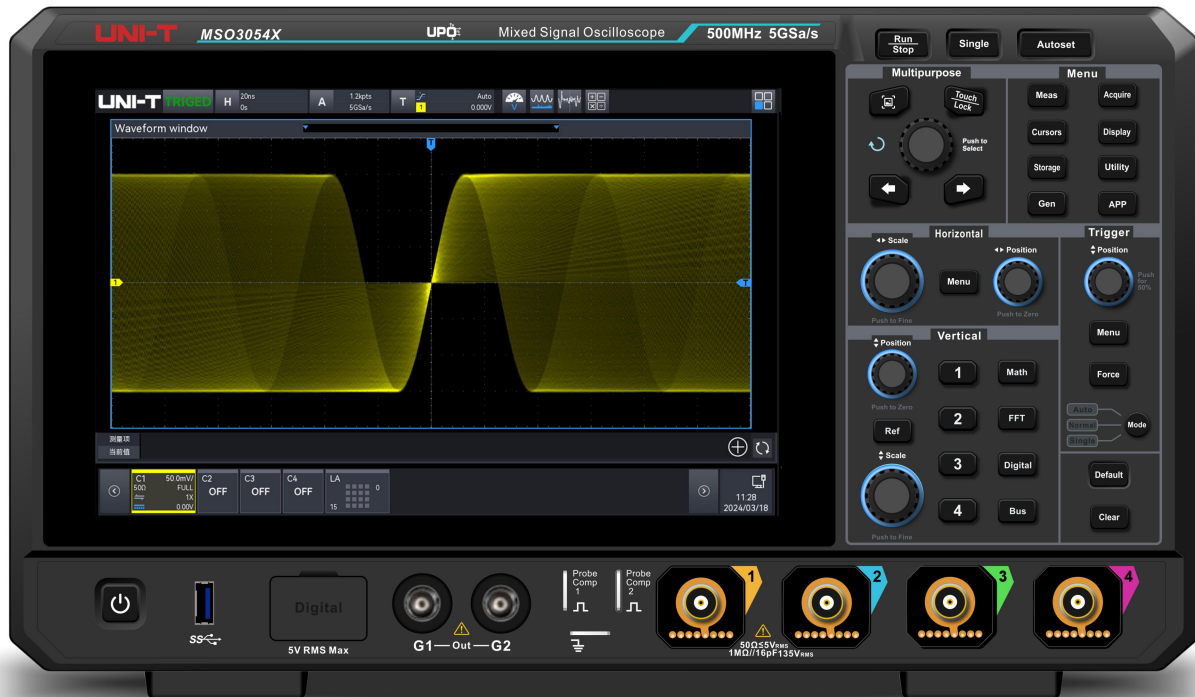 UNI-T MSO3054X UPO Mixed Signal Oscilloscope 500MHz 5GSa/s
UNI-T TRIGED H 20ns 0s A 1.2kpts 5GSa/s T 1 Auto 0.000V V
Waveform window
T
1
T
测量项
当前值
C1 50.0mV/
50Ω FULL
1X
0.00V
C2
OFF
C3
OFF
C4
OFF
LA
0
15
11:28
2024/03/18
Run
Stop
Single
Autoset
Multipurpose
Touch
Lock
Push to
Select
Menu
Meas
Acquire
Cursors
Display
Storage
Utility
Gen
APP
Horizontal
Scale
Push to Fine
Menu
Position
Push to Zero
Trigger
Position
Push
for
50%
Menu
Force
Auto
Normal
Single
Mode
Default
Clear
Vertical
Position
Push to Zero
Ref
Scale
Push to Fine
1
Math
2
FFT
3
Digital
4
Bus
SS
Digital
5V RMS Max
G1 Out G2
Probe
Comp
1
Probe
Comp
2
1
2
3
4
50Ω≤5VRMS
1MΩ//16pF135VRMS